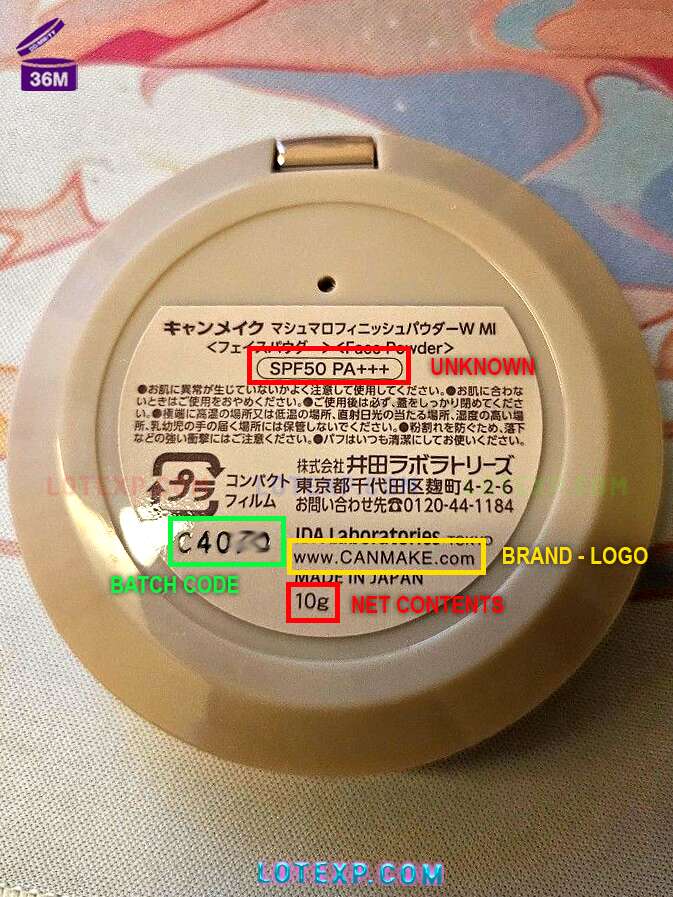 36M
キャンメイク マシュマロフィニッシュパウダーW MI
<フェイスパウダー><Face Powder>
SPF50 PA+++
UNKNOWN
●お肌に異常が生じていないかよく注意して使用してください。●お肌に合わな
いときはご使用をおやめください。●ご使用後は必ず、蓋をしっかり閉めてくださ
い。●極端に高温の場所又は低温の場所、直射日光の当たる場所、湿度の高い場
所、乳幼児の手の届く場所には保管しないでください。●粉割れを防ぐため、落下
などの強い衝撃にはご注意ください。●パフはいつも清潔にしてお使いください。
プラ
コンパクト
フィルム
株式会社 井田ラボラトリーズ
東京都千代田区麹町4-2-6
お問い合わせ先☎0120-44-1184
LOTEXP.COM
C40
IDA Laboratories TOKYO
www.CANMAKE.com
BRAND - LOGO
BATCH CODE
MADE IN JAPAN
10g
NET CONTENTS
LOTEXP.COM